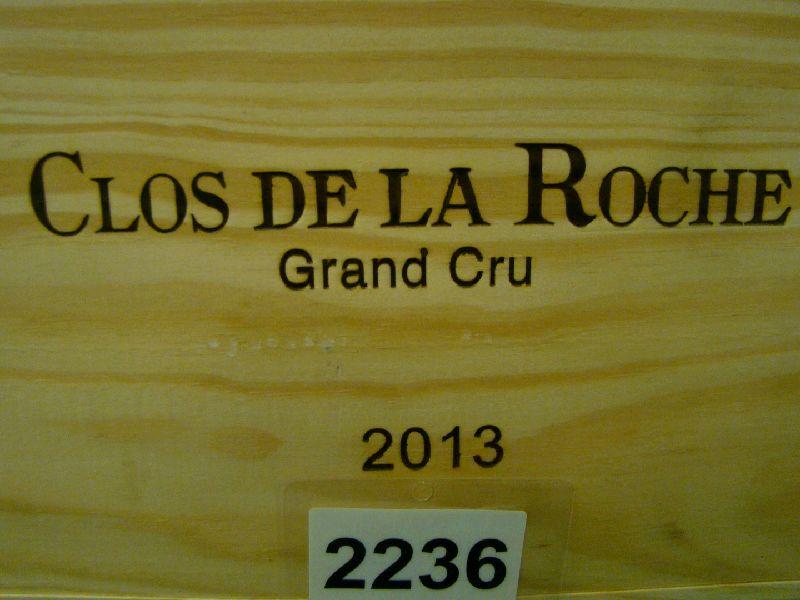 CLOS DE LA ROCHE
Grand Cru
2013
2236